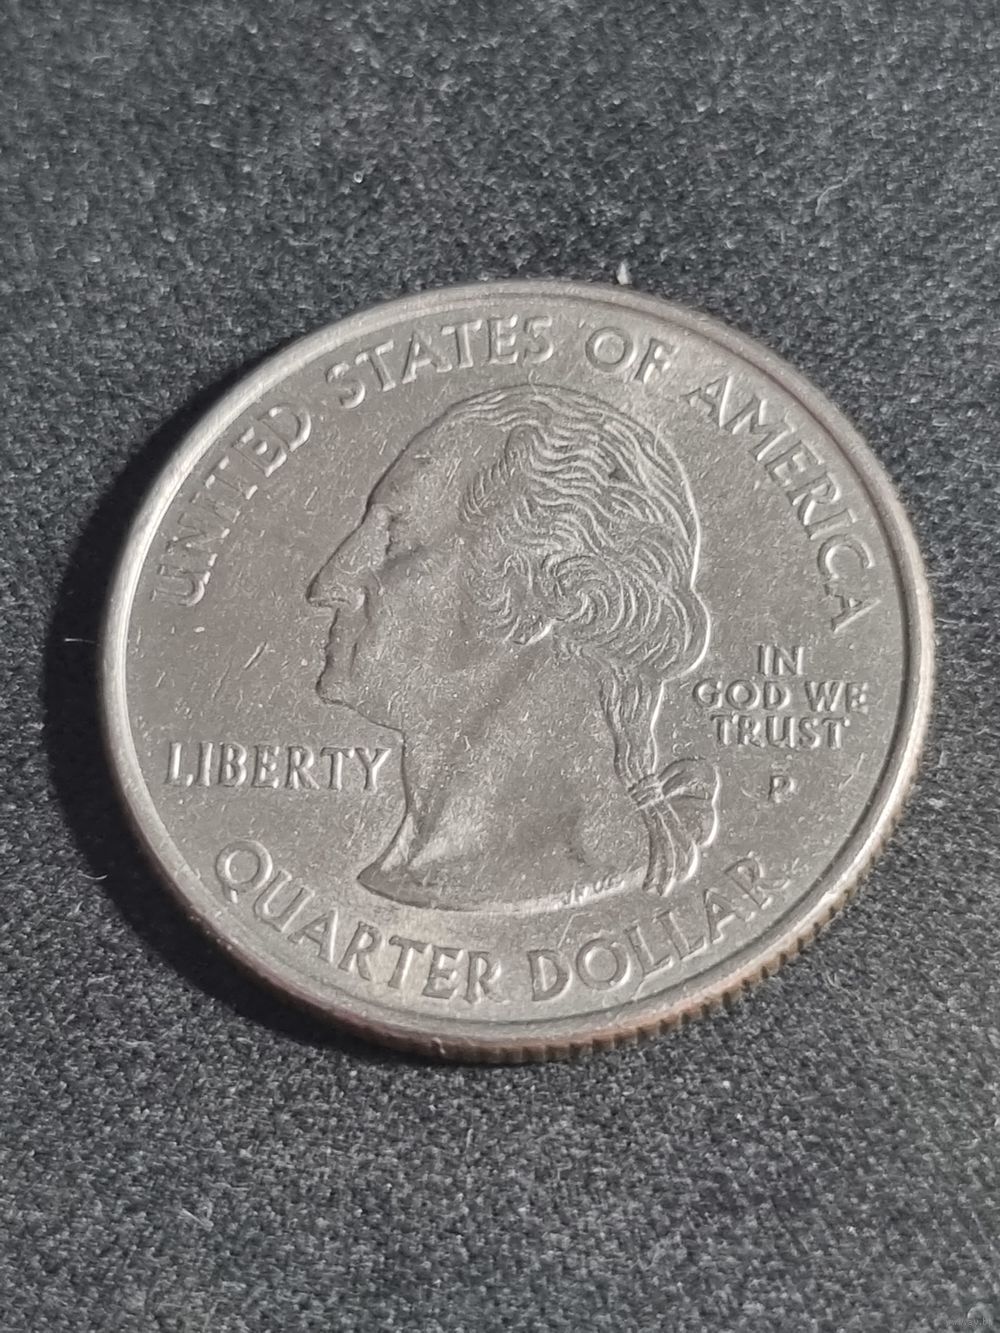 UNITED STATES OF AMERICA
LIBERTY
IN
GOD WE
TRUST
P
QUARTER DOLLAR